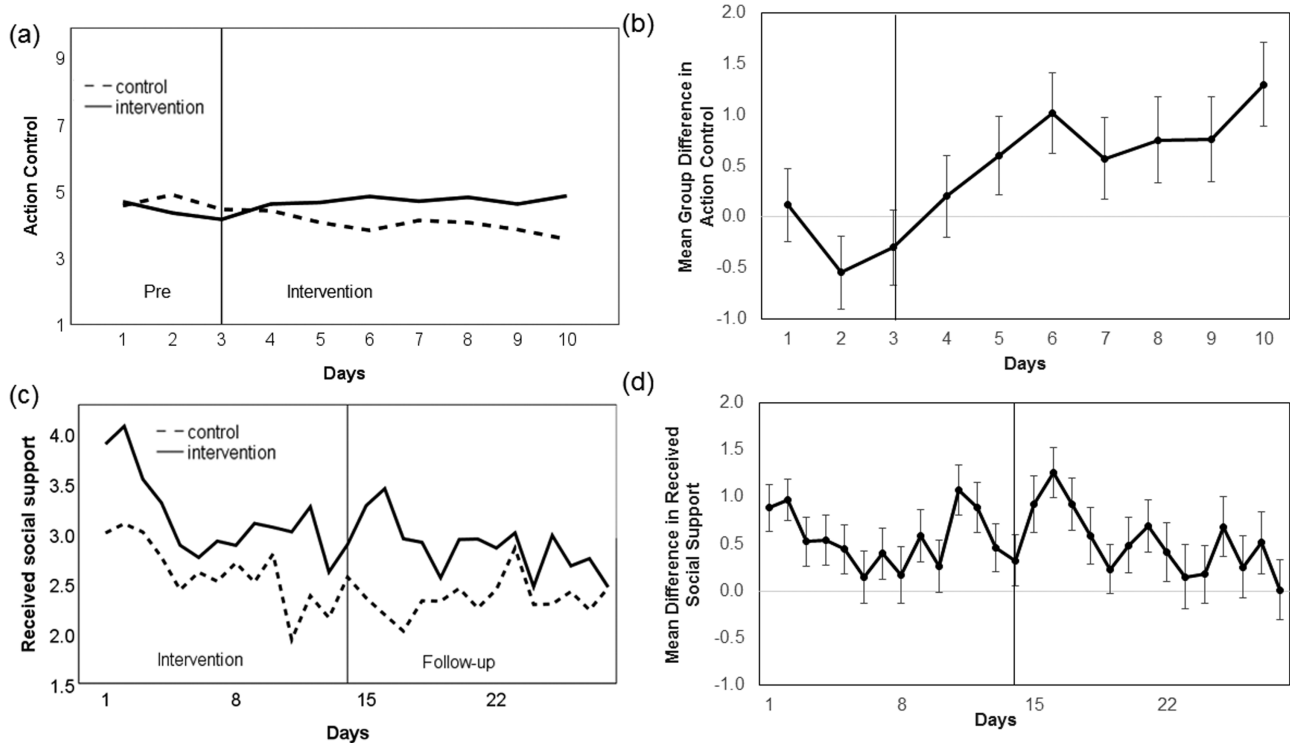 (a)
9
7
5
3
1
Action Control
control
intervention
Pre
Intervention
1 2 3 4 5 6 7 8 9 10
Days
(b)
2.0
1.5
1.0
0.5
0.0
-0.5
-1.0
Mean Group Difference in
Action Control
1 2 3 4 5 6 7 8 9 10
Days
(c)
4.0
3.5
3.0
2.5
2.0
1.5
Received social support
control
intervention
Intervention
Follow-up
1 8 15 22
Days
(d)
2.0
1.5
1.0
0.5
0.0
-0.5
-1.0
Mean Difference in Received
Social Support
1 8 15 22
Days